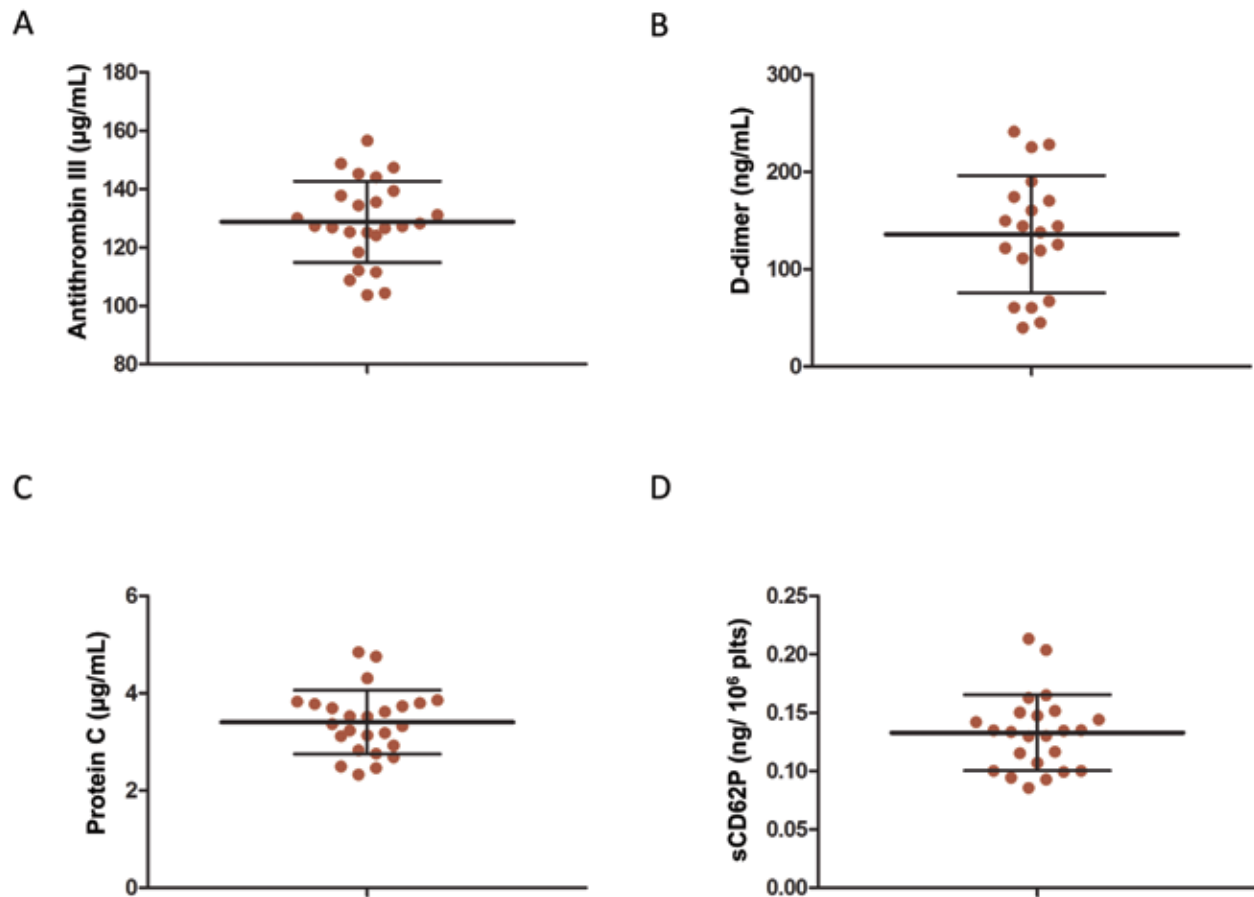 A
Antithrombin III (µg/mL)
180
160
140
120
100
80
B
D-dimer (ng/mL)
300
200
100
0
C
Protein C (µg/mL)
6
4
2
0
D
sCD62P (ng/ 10⁶ plts)
0.25
0.20
0.15
0.10
0.05
0.00